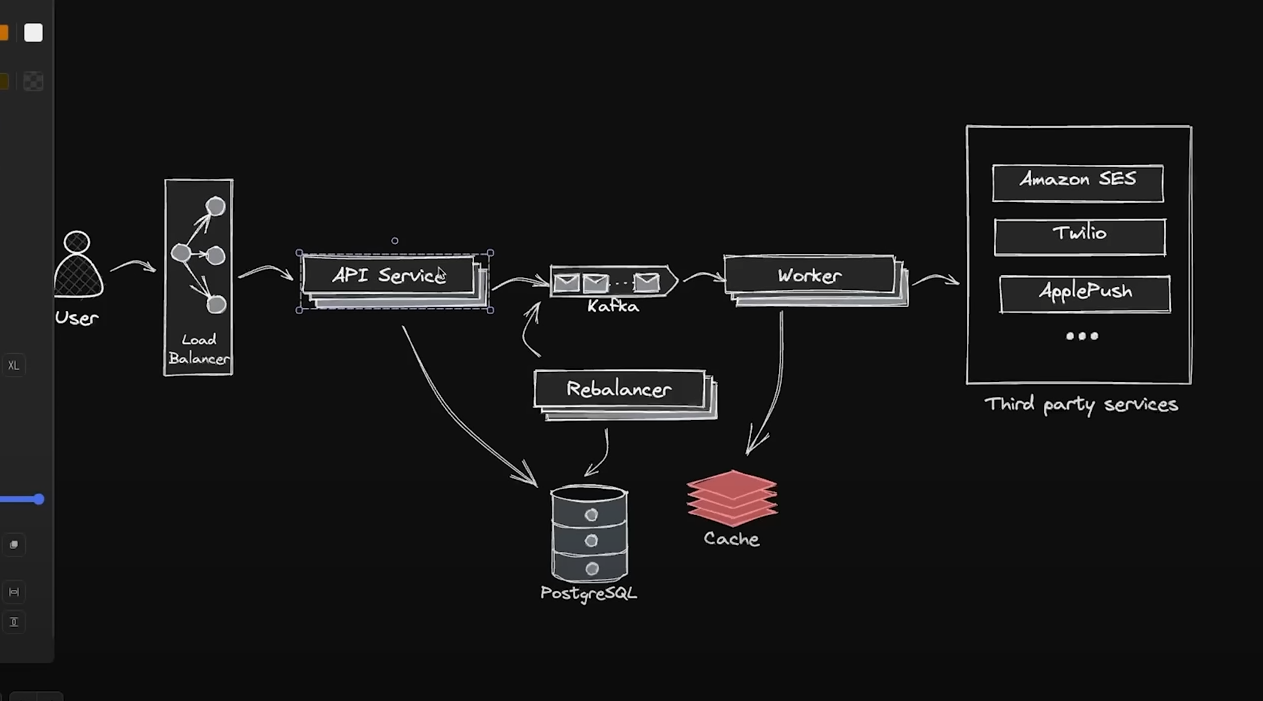 XL
User
Load
Balancer
API Service
Kafka
Rebalancer
PostgreSQL
Worker
Cache
Amazon SES
Twilio
ApplePush
Third party services